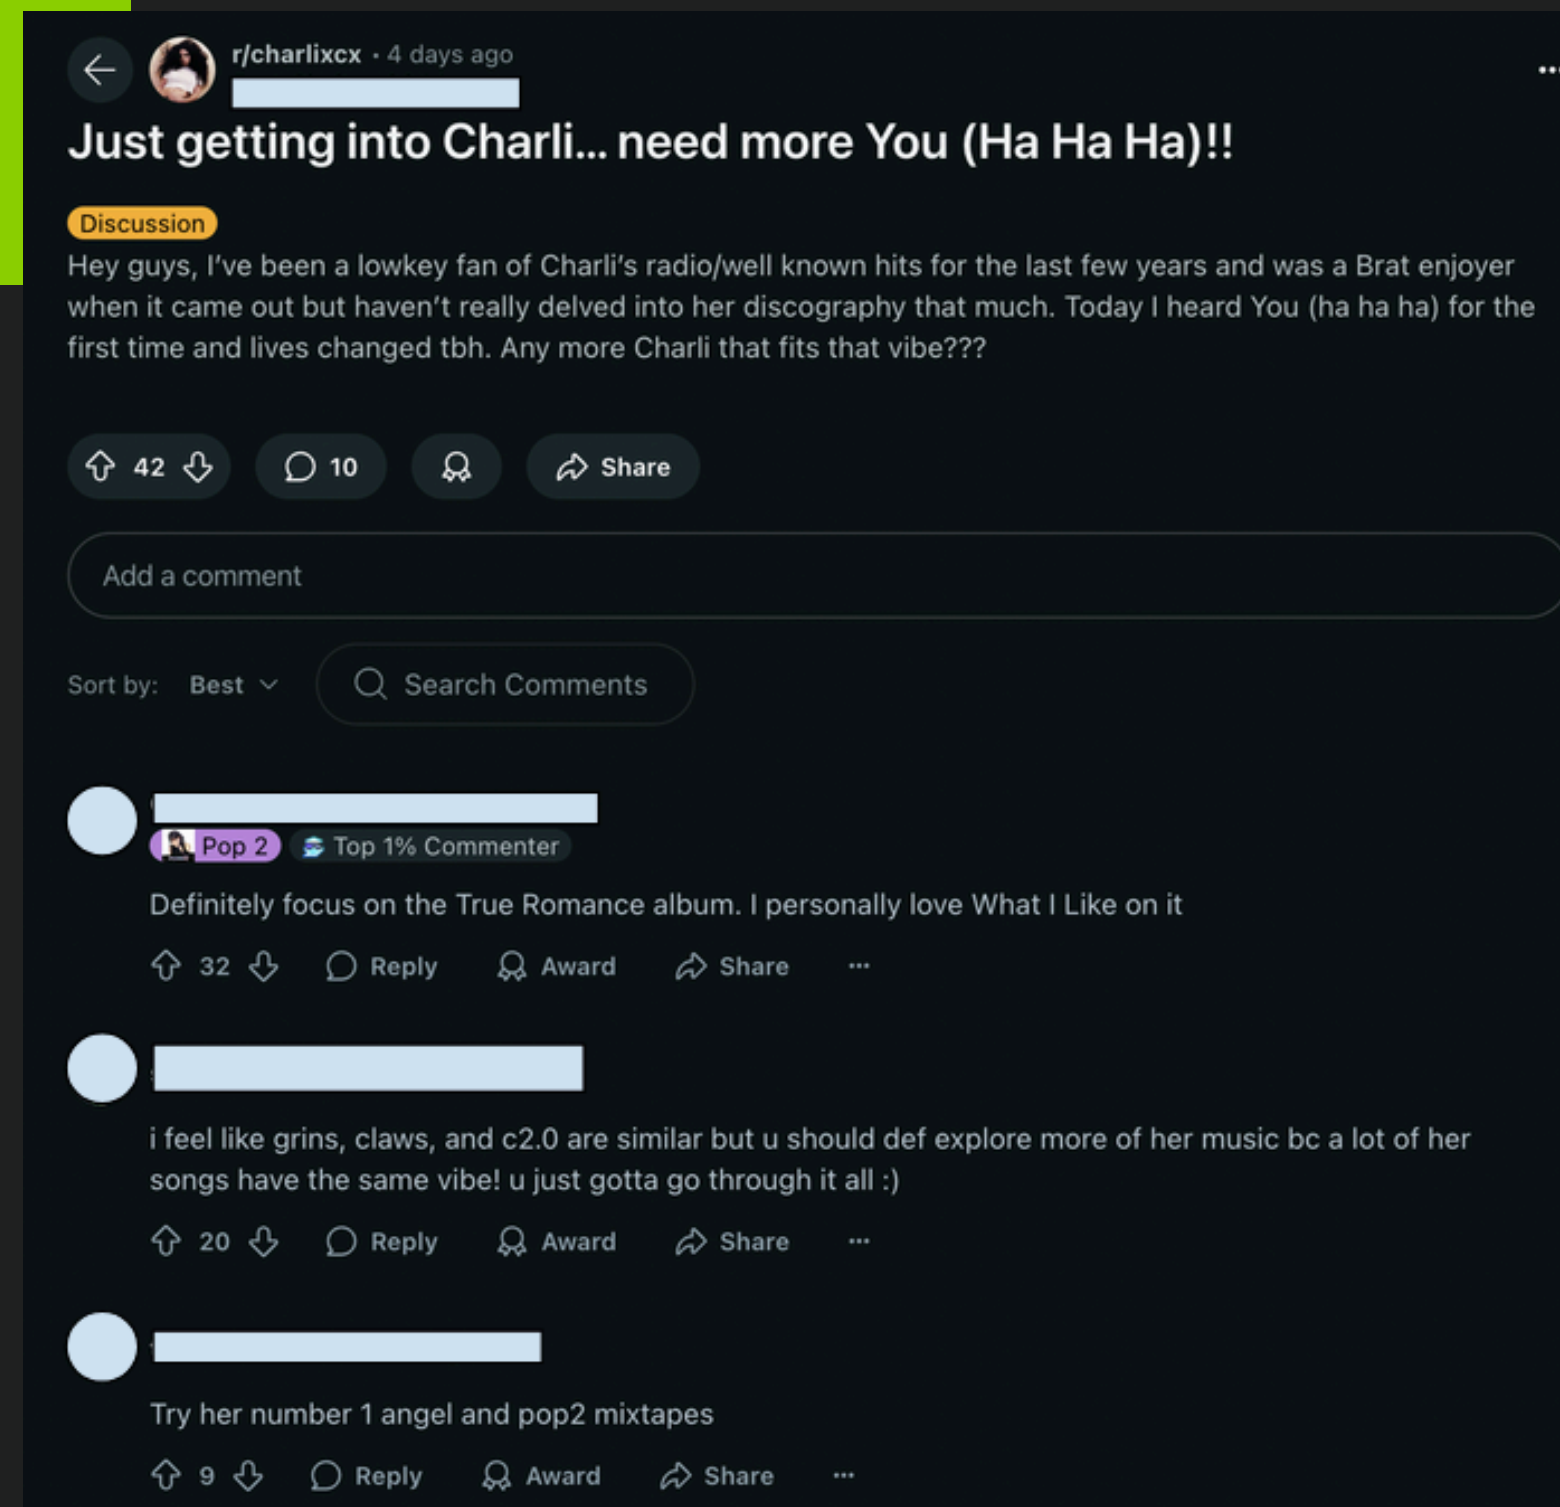 r/charlixcx • 4 days ago
Just getting into Charli... need more You (Ha Ha Ha)!!
Discussion
Hey guys, I’ve been a lowkey fan of Charli’s radio/well known hits for the last few years and was a Brat enjoyer
when it came out but haven’t really delved into her discography that much. Today I heard You (ha ha ha) for the
first time and lives changed tbh. Any more Charli that fits that vibe???
42 10 Share
Add a comment
Sort by: Best Search Comments
Pop 2 Top 1% Commenter
Definitely focus on the True Romance album. I personally love What I Like on it
32 Reply Award Share ...
i feel like grins, claws, and c2.0 are similar but u should def explore more of her music bc a lot of her
songs have the same vibe! u just gotta go through it all :)
20 Reply Award Share ...
Try her number 1 angel and pop2 mixtapes
9 Reply Award Share ...